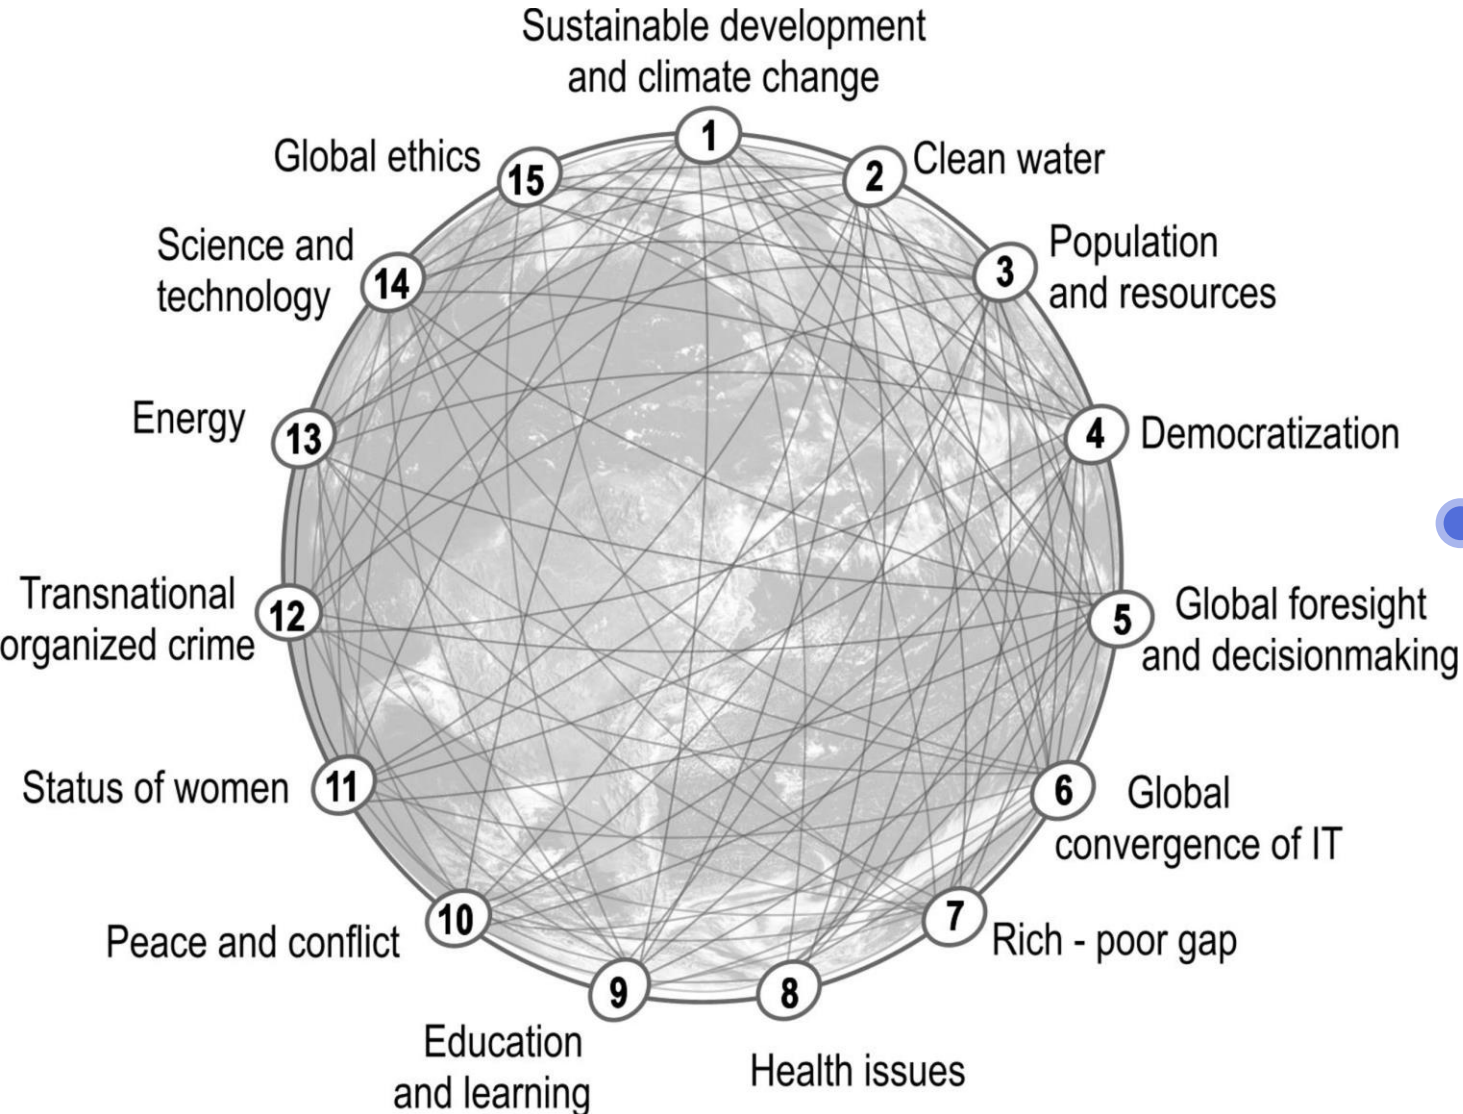 Sustainable development
and climate change
1
2
Clean water
3
Population
and resources
4
Democratization
5
Global foresight
and decisionmaking
6
Global
convergence of IT
7
Rich - poor gap
8
Health issues
9
Education
and learning
10
Peace and conflict
11
Status of women
12
Transnational
organized crime
13
Energy
14
Science and
technology
15
Global ethics